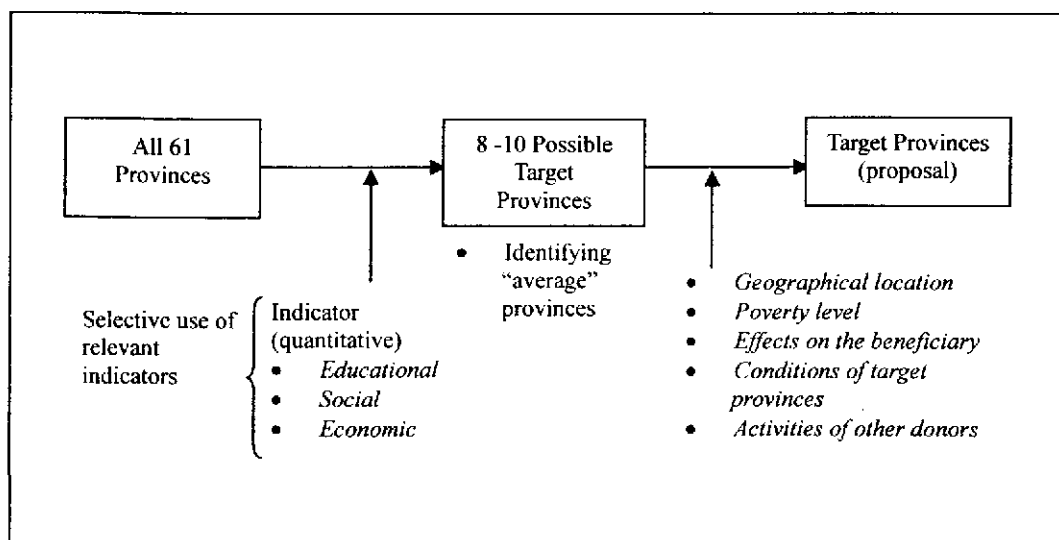 All 61
Provinces
8 -10 Possible
Target
Provinces
Target Provinces
(proposal)
• Identifying
“average”
provinces
Selective use of
relevant
indicators
Indicator
(quantitative)
• Educational
• Social
• Economic
• Geographical location
• Poverty level
• Effects on the beneficiary
• Conditions of target
provinces
• Activities of other donors